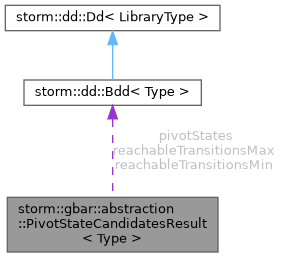 storm::dd::Dd< LibraryType >
storm::dd::Bdd< Type >
pivotStates
reachableTransitionsMax
reachableTransitionsMin
storm::gbar::abstraction
::PivotStateCandidatesResult
< Type >